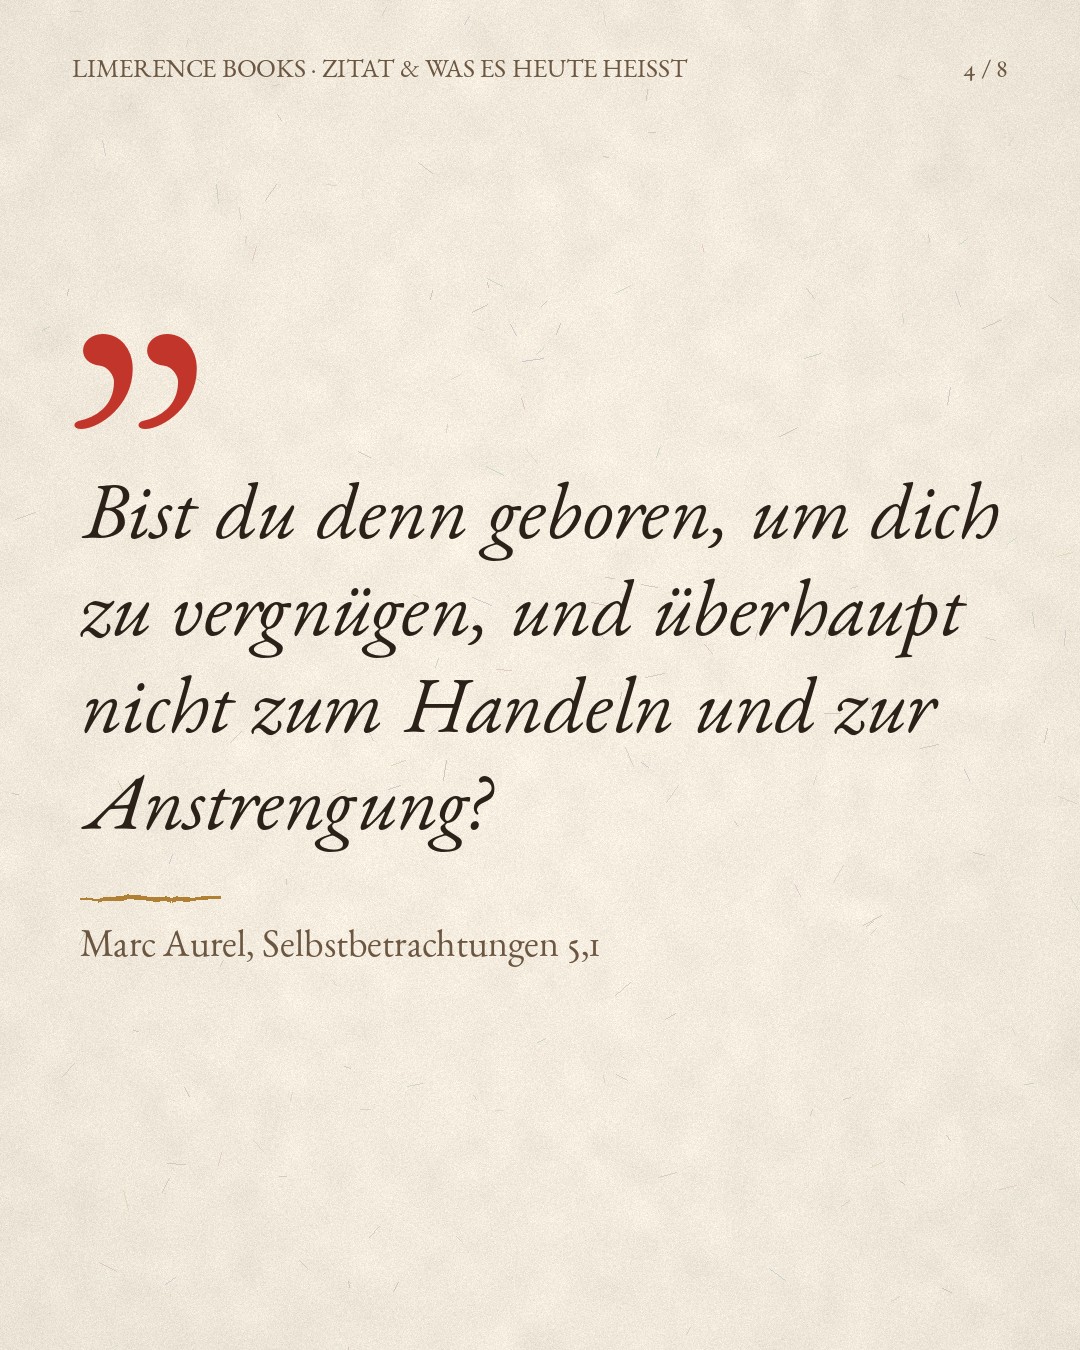 LIMERENCE BOOKS · ZITAT & WAS ES HEUTE HEISST
4 / 8
”
Bist du denn geboren, um dich
zu vergnügen, und überhaupt
nicht zum Handeln und zur
Anstrengung?
Marc Aurel, Selbstbetrachtungen 5,1